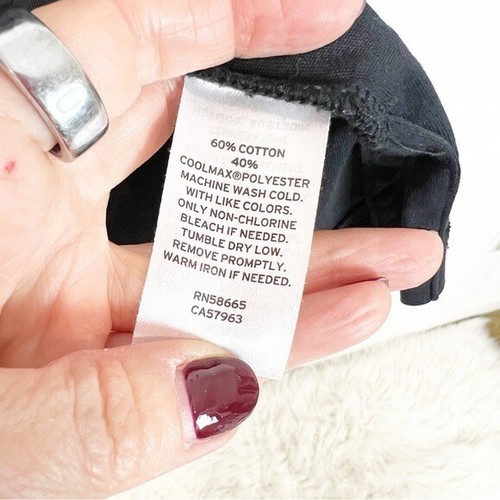 60% COTTON
40%
COOLMAX®POLYESTER
MACHINE WASH COLD.
WITH LIKE COLORS.
ONLY NON-CHLORINE
BLEACH IF NEEDED.
TUMBLE DRY LOW.
REMOVE PROMPTLY.
WARM IRON IF NEEDED.
RN58665
CA57963